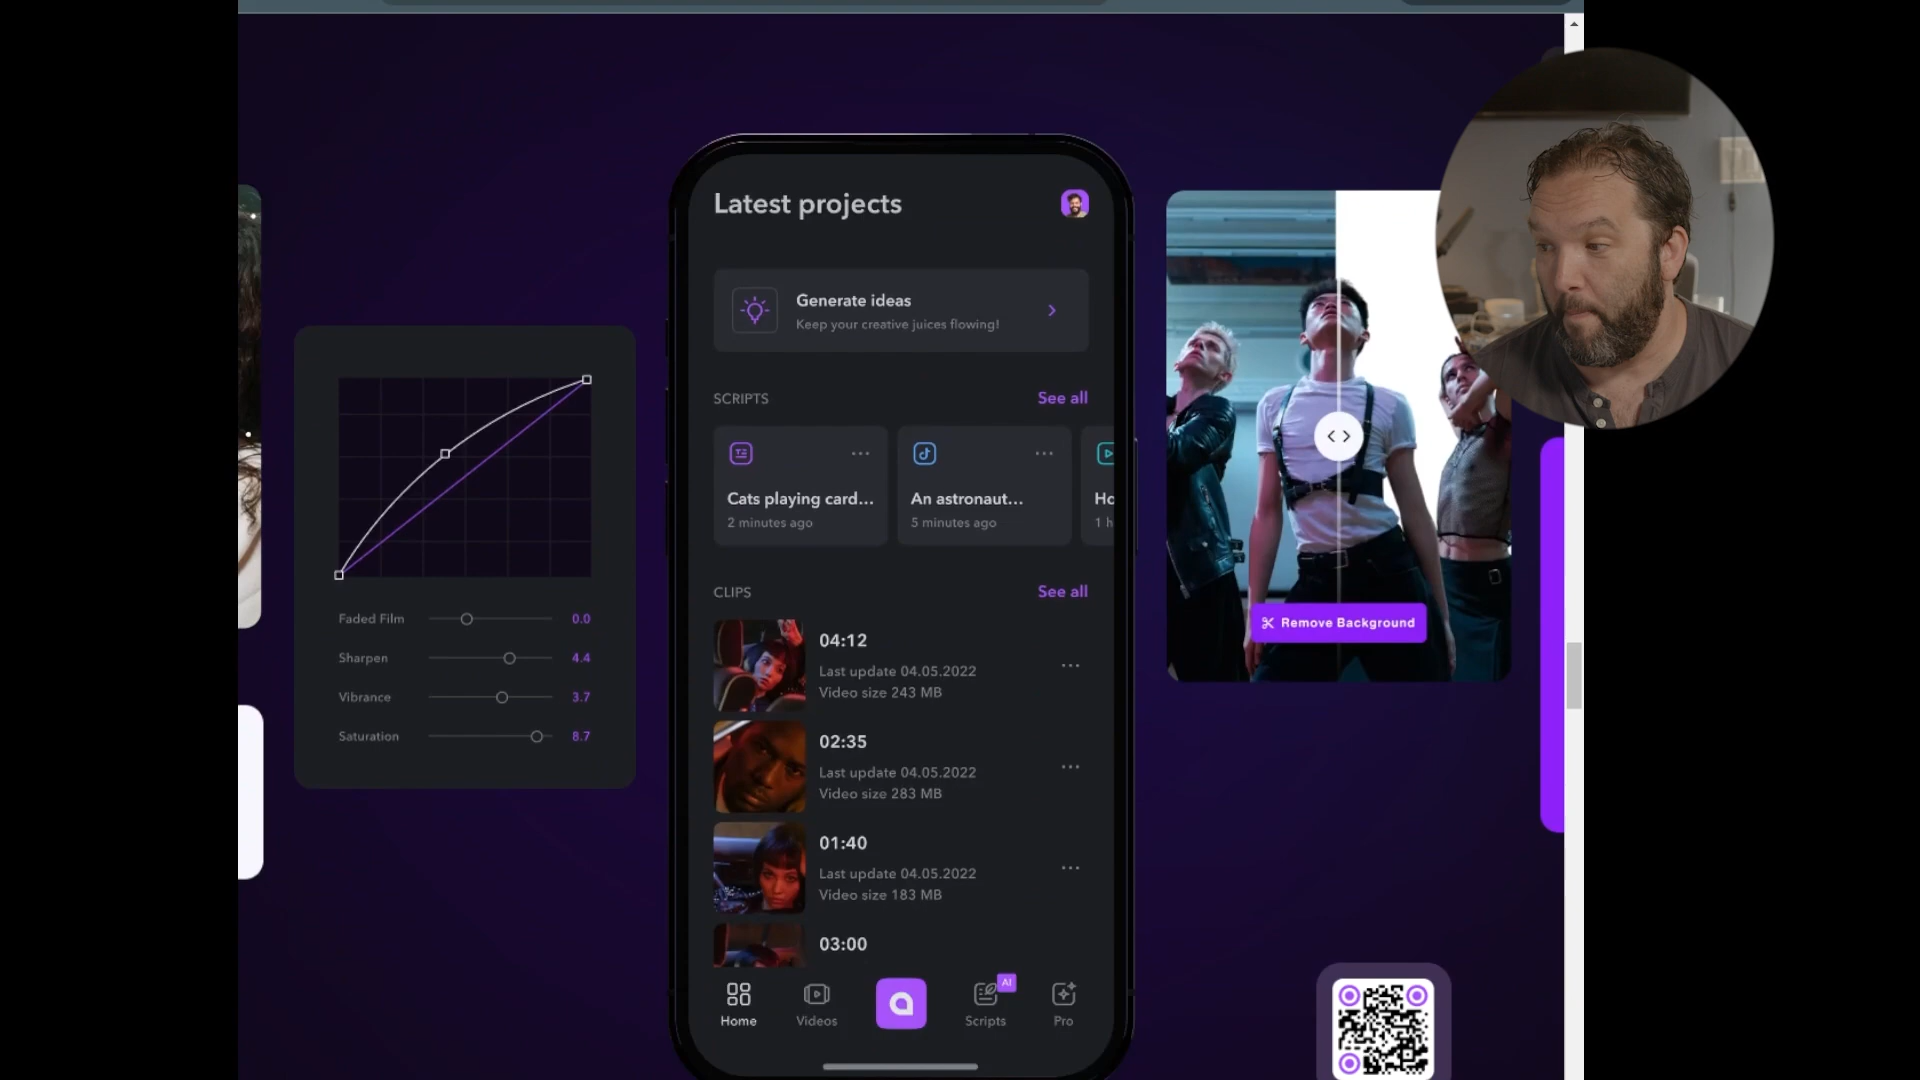 Latest projects
Generate ideas
Keep your creative juices flowing!
SCRIPTS
See all
Cats playing card...
2 minutes ago
An astronaut...
5 minutes ago
Ho
1 h
CLIPS
See all
04:12
Last update 04.05.2022
Video size 243 MB
02:35
Last update 04.05.2022
Video size 283 MB
01:40
Last update 04.05.2022
Video size 183 MB
03:00
Home
Videos
AI
Scripts
Pro
Faded Film 0.0
Sharpen 4.4
Vibrance 3.7
Saturation 8.7
Remove Background